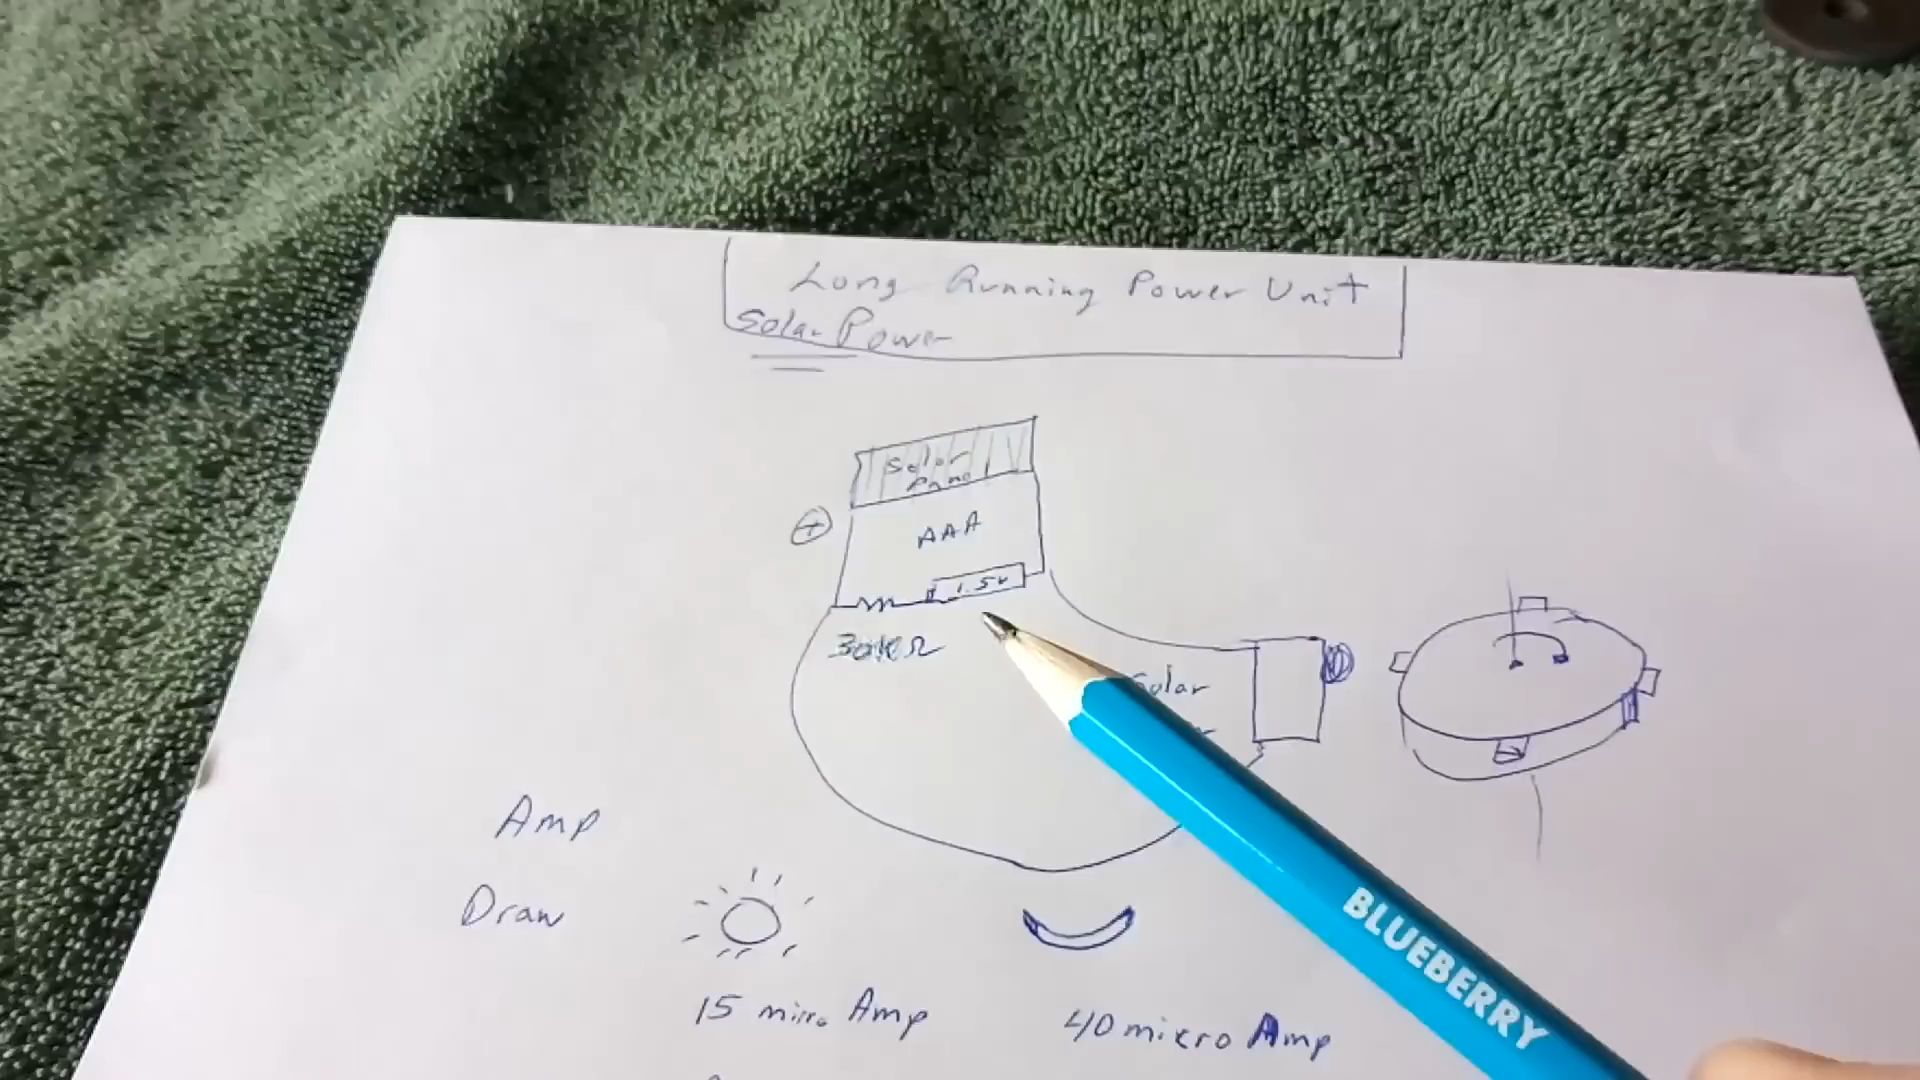 Long Running Power Unit
Solar Power
Solar
Panel
+
AAA
1.5v
30kΩ
Solar
Amp
Draw
15 micro Amp
40 micro Amp
BLUEBERRY